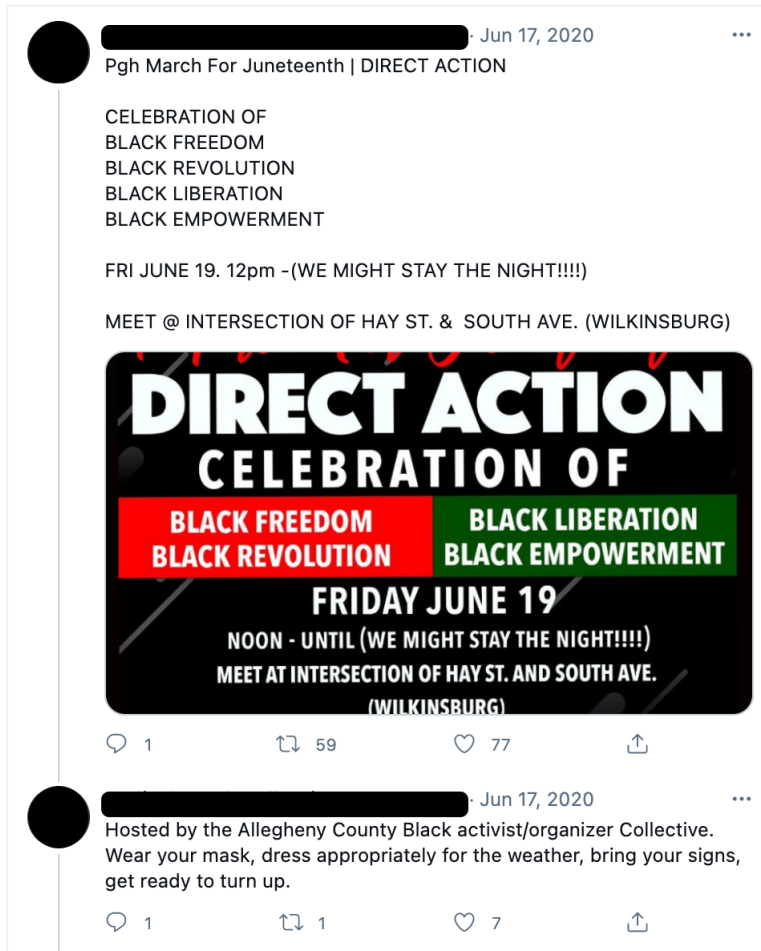 · Jun 17, 2020
Pgh March For Juneteenth | DIRECT ACTION
CELEBRATION OF
BLACK FREEDOM
BLACK REVOLUTION
BLACK LIBERATION
BLACK EMPOWERMENT
FRI JUNE 19. 12pm -(WE MIGHT STAY THE NIGHT!!!!)
MEET @ INTERSECTION OF HAY ST. & SOUTH AVE. (WILKINSBURG)
DIRECT ACTION
CELEBRATION OF
BLACK FREEDOM
BLACK REVOLUTION
BLACK LIBERATION
BLACK EMPOWERMENT
FRIDAY JUNE 19
NOON - UNTIL (WE MIGHT STAY THE NIGHT!!!!)
MEET AT INTERSECTION OF HAY ST. AND SOUTH AVE.
(WILKINSBURG)
1 59 77
· Jun 17, 2020
Hosted by the Allegheny County Black activist/organizer Collective.
Wear your mask, dress appropriately for the weather, bring your signs,
get ready to turn up.
1 1 7